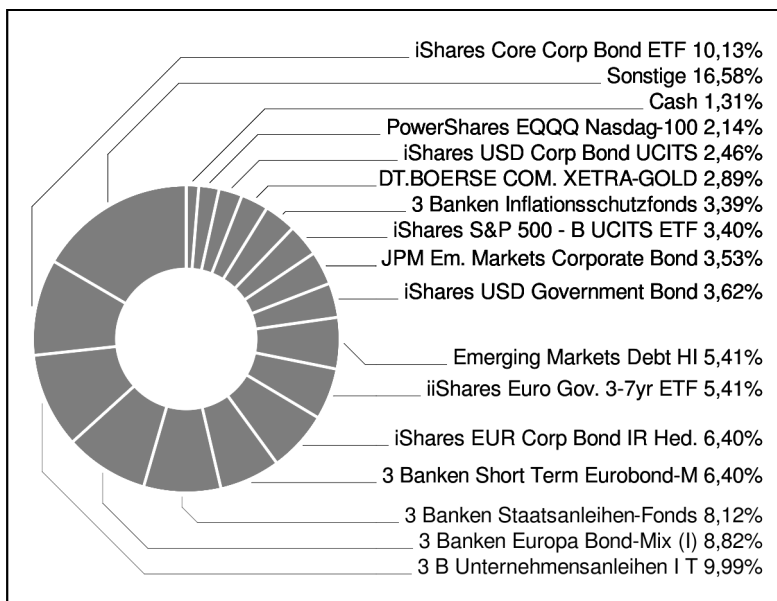 iShares Core Corp Bond ETF 10,13%
Sonstige 16,58%
Cash 1,31%
PowerShares EQQQ Nasdag-100 2,14%
iShares USD Corp Bond UCITS 2,46%
DT.BOERSE COM. XETRA-GOLD 2,89%
3 Banken Inflationsschutzfonds 3,39%
iShares S&P 500 - B UCITS ETF 3,40%
JPM Em. Markets Corporate Bond 3,53%
iShares USD Government Bond 3,62%
Emerging Markets Debt HI 5,41%
iiShares Euro Gov. 3-7yr ETF 5,41%
iShares EUR Corp Bond IR Hed. 6,40%
3 Banken Short Term Eurobond-M 6,40%
3 Banken Staatsanleihen-Fonds 8,12%
3 Banken Europa Bond-Mix (I) 8,82%
3 B Unternehmensanleihen I T 9,99%